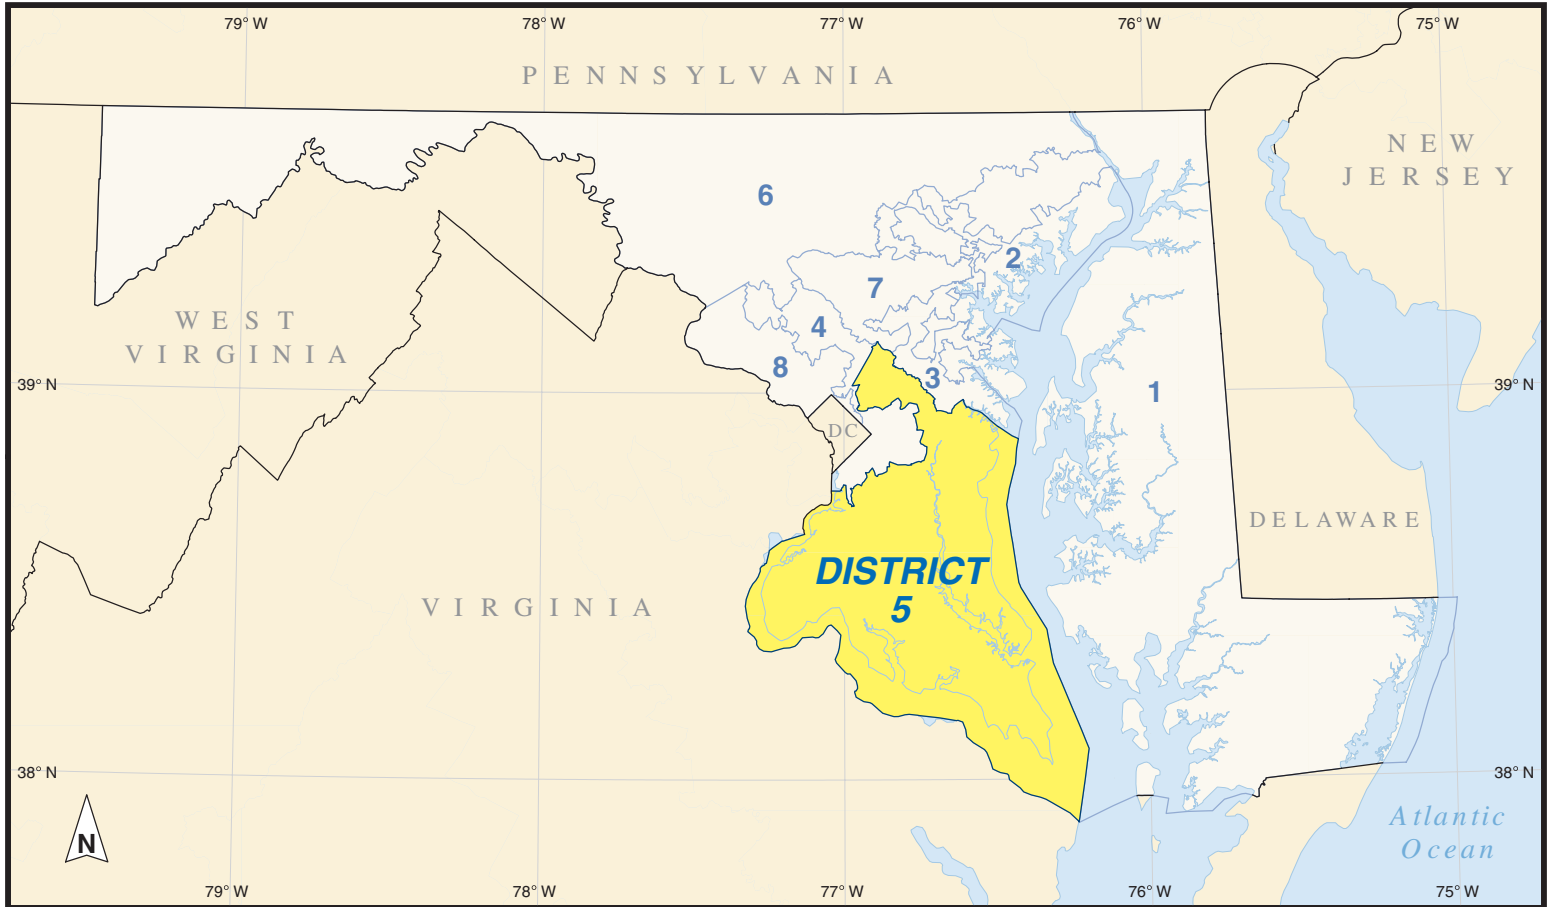 79° W 78° W 77° W 76° W 75° W
PENNSYLVANIA
NEW
JERSEY
6
2
7
WEST
VIRGINIA
4
8
3
39° N 39° N
1
DC
DELAWARE
DISTRICT
5
VIRGINIA
38° N 38° N
Atlantic
Ocean
N
79° W 78° W 77° W 76° W 75° W